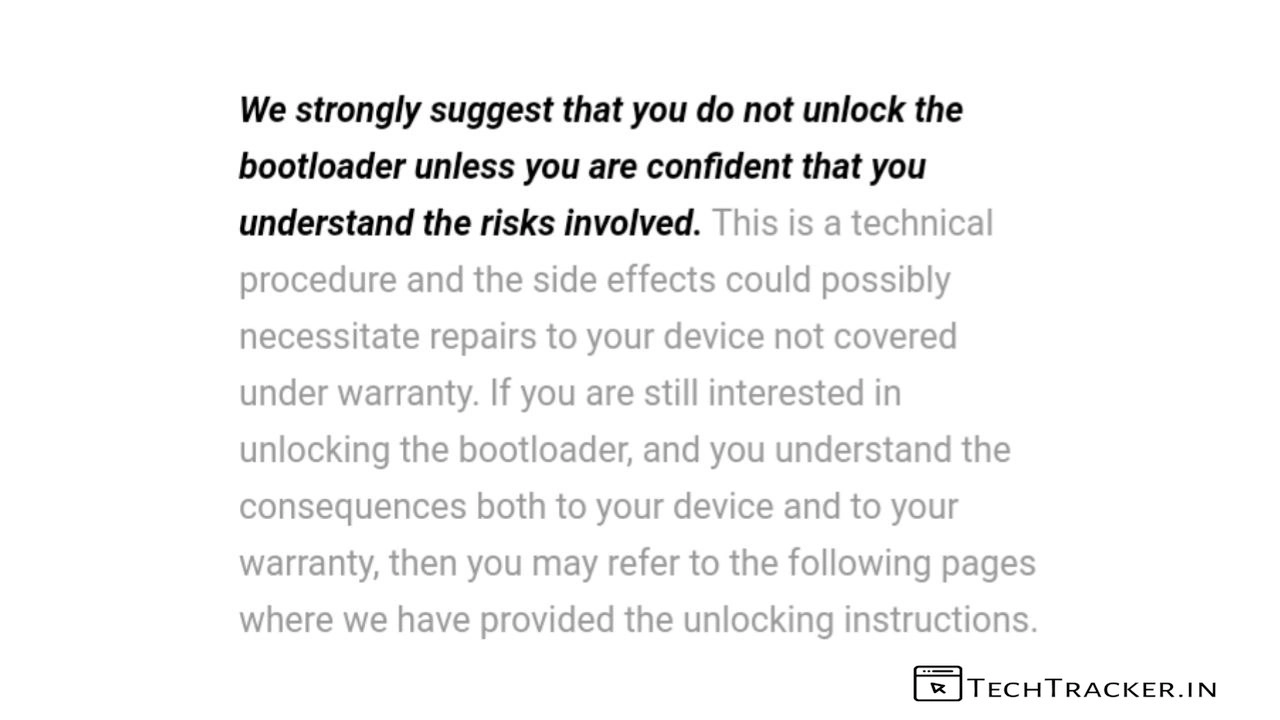 We strongly suggest that you do not unlock the
bootloader unless you are confident that you
understand the risks involved. This is a technical
procedure and the side effects could possibly
necessitate repairs to your device not covered
under warranty. If you are still interested in
unlocking the bootloader, and you understand the
consequences both to your device and to your
warranty, then you may refer to the following pages
where we have provided the unlocking instructions.
TECHTRACKER.IN